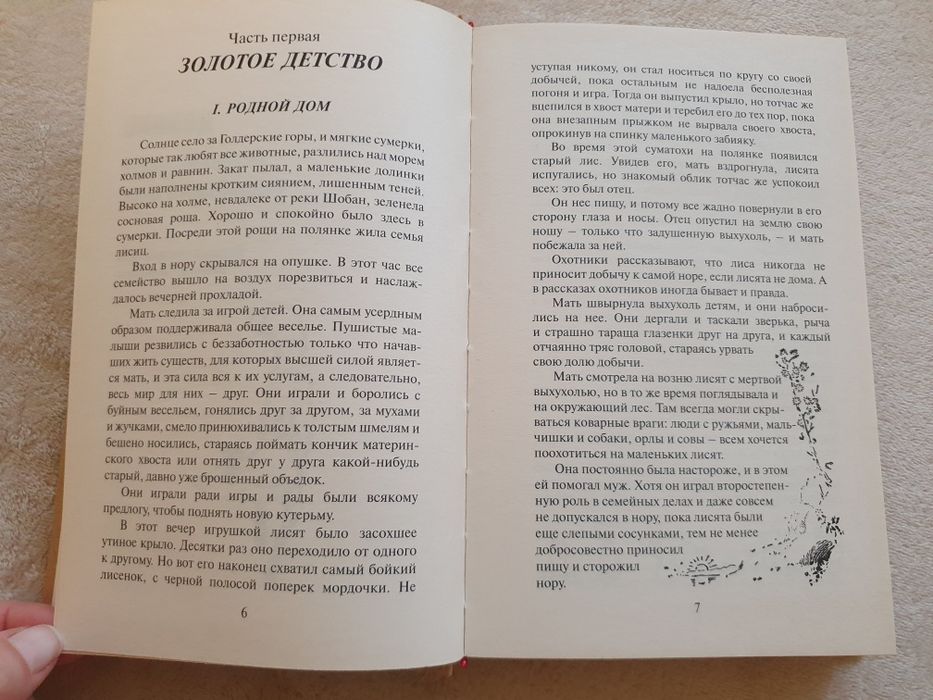 Часть первая
ЗОЛОТОЕ ДЕТСТВО
I. РОДНОЙ ДОМ
Солнце село за Голдерские горы, и мягкие сумерки,
которые так любят все животные, разлились над морем
холмов и равнин. Закат пылал, а маленькие долинки
были наполнены кротким сиянием, лишенным теней.
Высоко на холме, невдалеке от реки Шобан, зеленела
сосновая роща. Хорошо и спокойно было здесь в
сумерки. Посреди этой рощи на полянке жила семья
лисиц.
Вход в нору скрывался на опушке. В этот час все
семейство вышло на воздух порезвиться и наслаж-
далось вечерней прохладой.
Мать следила за игрой детей. Она самым усердным
образом поддерживала общее веселье. Пушистые ма-
лыши резвились с беззаботностью только что начав-
ших жить существ, для которых высшей силой являет-
ся мать, и эта сила вся к их услугам, а следовательно,
весь мир для них – друг. Они играли и боролись с
буйным весельем, гонялись друг за другом, за мухами
и жучками, смело принюхивались к толстым шмелям и
бешено носились, стараясь поймать кончик материн-
ского хвоста или отнять друг у друга какой-нибудь
старый, давно уже брошенный объедок.
Они играли ради игры и рады были всякому
предлогу, чтобы поднять новую кутерьму.
В этот вечер игрушкой лисят было засохшее
утиное крыло. Десятки раз оно переходило от одного
к другому. Но вот его наконец схватил самый бойкий
лисенок, с черной полосой поперек мордочки. Не
6
уступая никому, он стал носиться по кругу со своей
добычей, пока остальным не надоела бесполезная
погоня и игра. Тогда он выпустил крыло, но тотчас же
вцепился в хвост матери и теребил его до тех пор, пока
она внезапным прыжком не вырвала своего хвоста,
опрокинув на спинку маленького забияку.
Во время этой суматохи на полянке появился
старый лис. Увидев его, мать вздрогнула, лисята
испугались, но знакомый облик тотчас же успокоил
всех: это был отец.
Он нес пищу, и потому все жадно повернули в его
сторону глаза и носы. Отец опустил на землю свою
ношу – только что задушенную выхухоль, – и мать
побежала за ней.
Охотники рассказывают, что лиса никогда не
приносит добычу к самой норе, если лисята не дома. А
в рассказах охотников иногда бывает и правда.
Мать швырнула выхухоль детям, и они наброси-
лись на нее. Они дергали и таскали зверька, рыча
и страшно тараща глазенки друг на друга, и каждый
отчаянно тряс головой, стараясь урвать
свою долю добычи.
Мать смотрела на возню лисят с мертвой
выхухолью, но в то же время поглядывала и
на окружающий лес. Там всегда могли скры-
ваться коварные враги: люди с ружьями, маль-
чишки и собаки, орлы и совы – всем хочется
поохотиться на маленьких лисят.
Она постоянно была настороже, и в этом
ей помогал муж. Хотя он играл второстепен-
ную роль в семейных делах и даже совсем
не допускался в нору, пока лисята были
еще слепыми сосунками, тем не менее
добросовестно приносил
пищу и сторожил
нору.
7